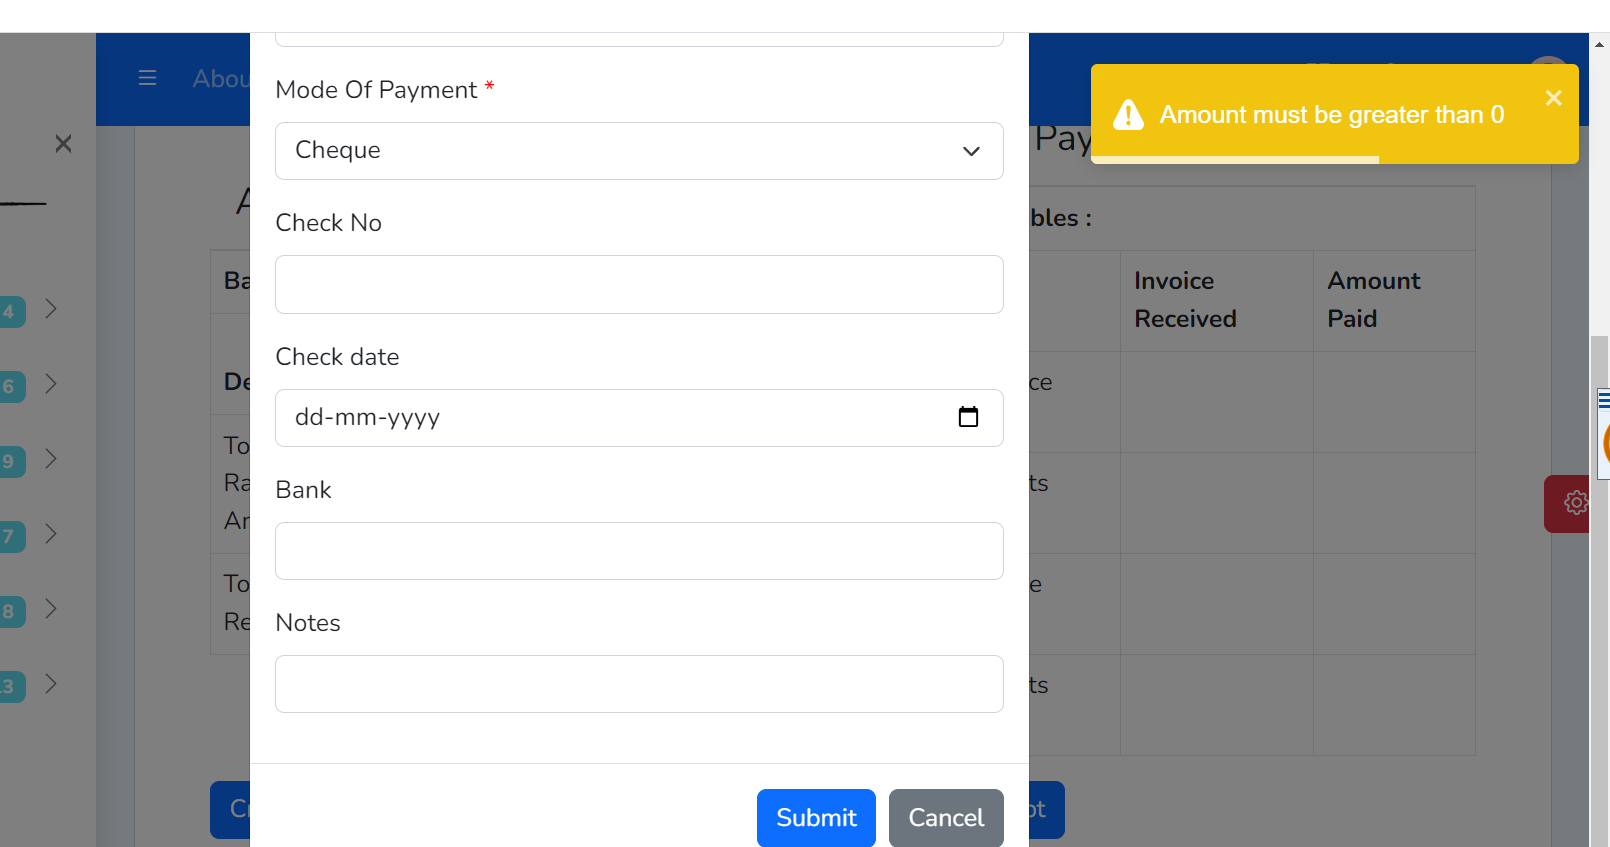 Abou
Amount must be greater than 0
Mode Of Payment *
Pay
Cheque
A
Check No
bles :
Ba
Invoice
Received
Amount
Paid
4
Check date
De
ce
6
dd-mm-yyyy
To
Ra
Ar
9
Bank
ts
7
To
Re
e
8
Notes
ts
13
Submit
Cancel
Cr
ot